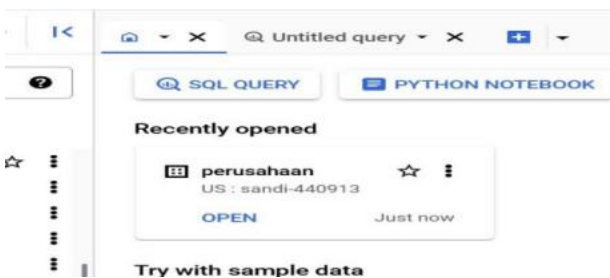 Untitled query
SQL QUERY
PYTHON NOTEBOOK
Recently opened
perusahaan
US : sandi-440913
OPEN
Just now
Try with sample data